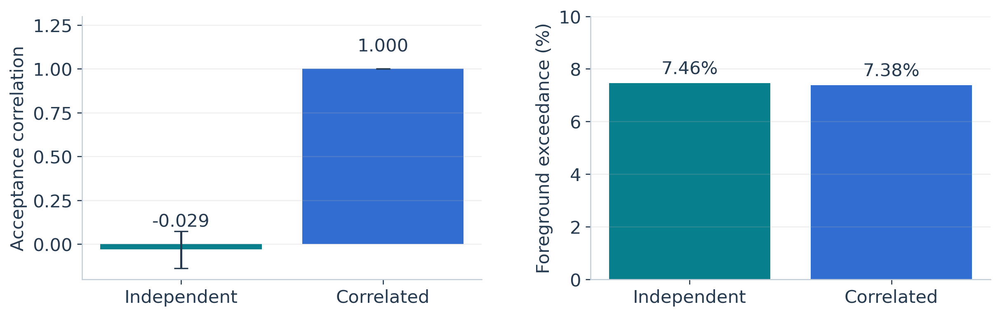 Acceptance correlation
1.25
1.00
0.75
0.50
0.25
0.00
-0.029
1.000
Independent
Correlated
Foreground exceedance (%)
10
8
6
4
2
0
7.46%
7.38%
Independent
Correlated